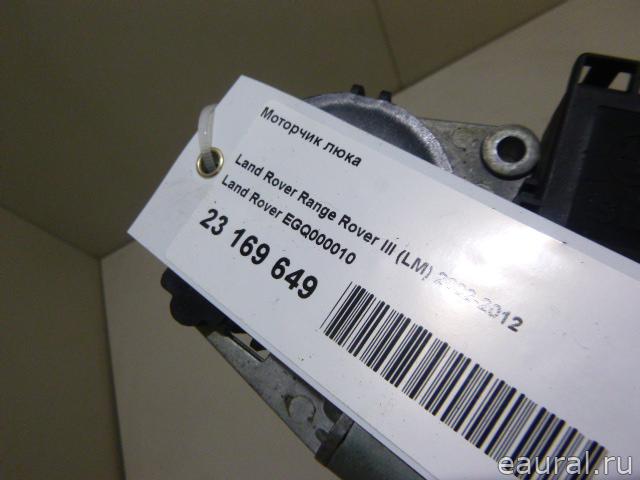 Моторчик люка
Land Rover Range Rover III (LM) 2002-2012
Land Rover EGQ000010
23 169 649
eaural.ru